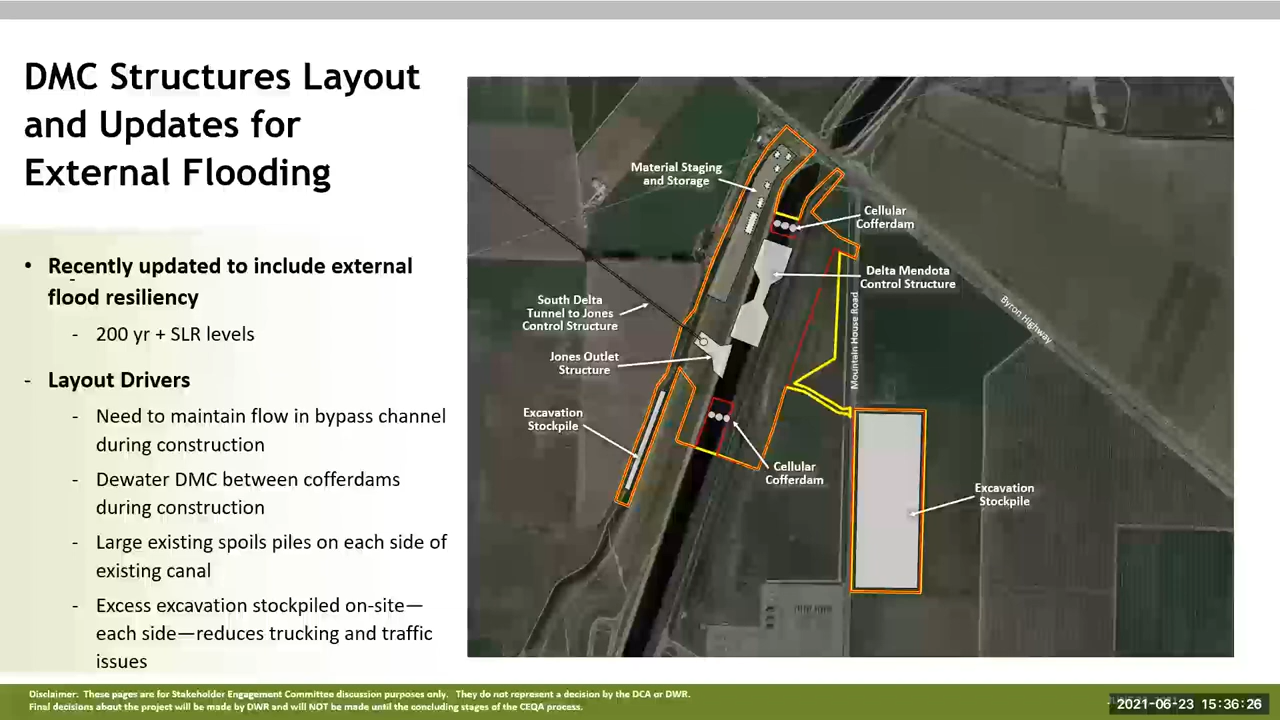 DMC Structures Layout
and Updates for
External Flooding
• Recently updated to include external
flood resiliency
- 200 yr + SLR levels
- Layout Drivers
- Need to maintain flow in bypass channel
during construction
- Dewater DMC between cofferdams
during construction
- Large existing spoils piles on each side of
existing canal
- Excess excavation stockpiled on-site—
each side—reduces trucking and traffic
issues
Material Staging
and Storage
Cellular
Cofferdam
Delta Mendota
Control Structure
South Delta
Tunnel to Jones
Control Structure
Jones Outlet
Structure
Mountain House Road
Byron Highway
Excavation
Stockpile
Cellular
Cofferdam
Excavation
Stockpile
Disclaimer. These pages are for Stakeholder Engagement Committee discussion purposes only. They do not represent a decision by the DCA or DWR.
Final decisions about the project will be made by DWR and will NOT be made until the concluding stages of the CEQA process.
2021-06-23 15:36:26